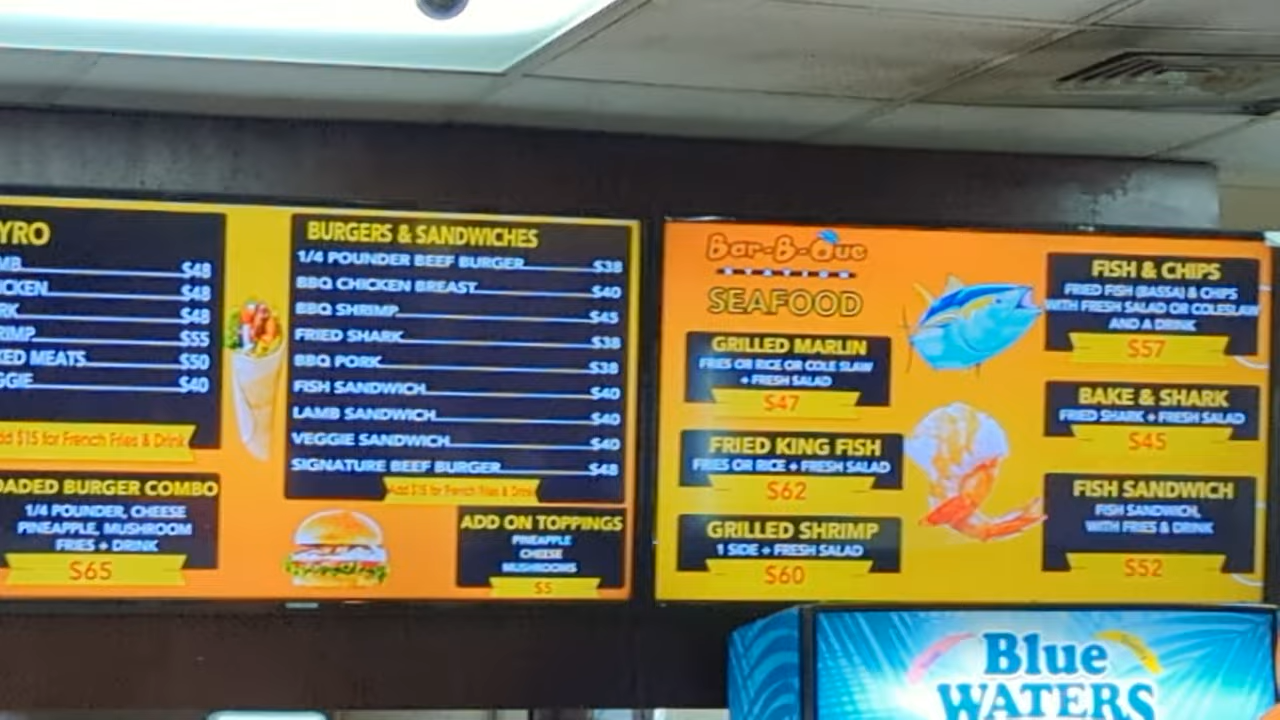 YRO
MB $48
ICKEN $48
RK $48
RIMP $55
KED MEATS $50
GGIE $40
dd $15 for French Fries & Drink
OADED BURGER COMBO
1/4 POUNDER, CHEESE
PINEAPPLE, MUSHROOM
FRIES + DRINK
$65
BURGERS & SANDWICHES
1/4 POUNDER BEEF BURGER $38
BBQ CHICKEN BREAST $40
BBQ SHRIMP $45
FRIED SHARK $38
BBQ PORK $38
FISH SANDWICH $40
LAMB SANDWICH $40
VEGGIE SANDWICH $40
SIGNATURE BEEF BURGER $48
Add $15 for French Fries & Drink
ADD ON TOPPINGS
PINEAPPLE
CHEESE
MUSHROOMS
$5
Bar-B-Que
STATION
SEAFOOD
GRILLED MARLIN
FRIES OR RICE OR COLE SLAW
+ FRESH SALAD
$47
FRIED KING FISH
FRIES OR RICE + FRESH SALAD
$62
GRILLED SHRIMP
1 SIDE + FRESH SALAD
$60
FISH & CHIPS
FRIED FISH (BASSA) & CHIPS
WITH FRESH SALAD OR COLESLAW
AND A DRINK
$57
BAKE & SHARK
FRIED SHARK + FRESH SALAD
$45
FISH SANDWICH
FISH SANDWICH,
WITH FRIES & DRINK
$52
Blue
WATERS